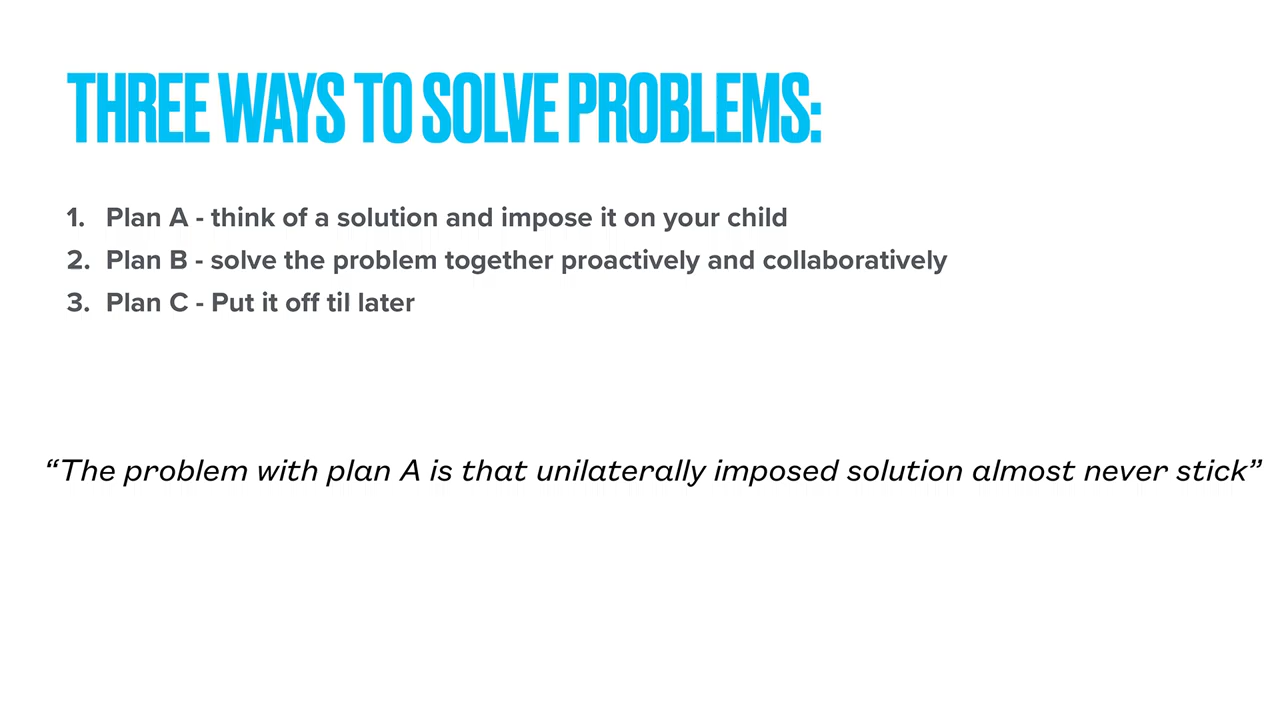 THREE WAYS TO SOLVE PROBLEMS:
1. Plan A - think of a solution and impose it on your child
2. Plan B - solve the problem together proactively and collaboratively
3. Plan C - Put it off til later
“The problem with plan A is that unilaterally imposed solution almost never stick”